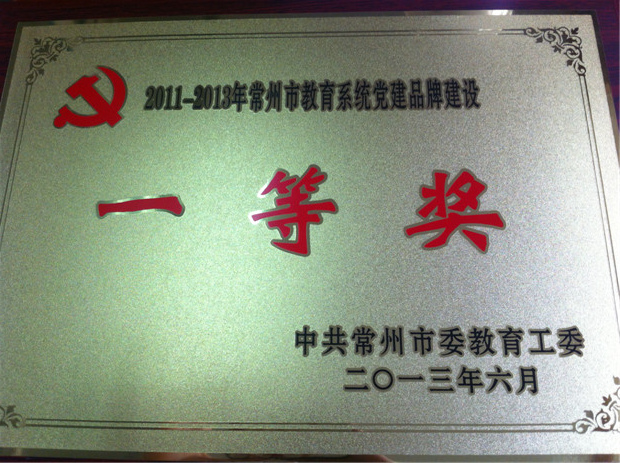 2011-2013年常州市教育系统党建品牌建设
一等奖
中共常州市委教育工委
二〇一三年六月